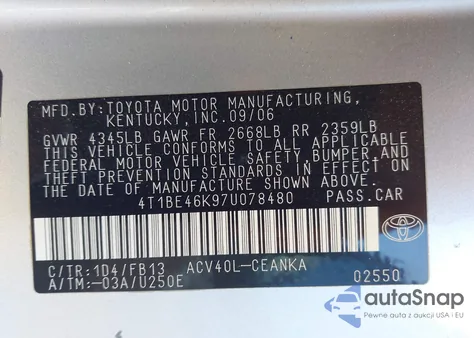 MFD.BY:TOYOTA MOTOR MANUFACTURING,
KENTUCKY,INC.09/06
GVWR 4345LB GAWR FR 2668LB RR 2359LB
THIS VEHICLE CONFORMS TO ALL APPLICABLE
FEDERAL MOTOR VEHICLE SAFETY,BUMPER,AND
THEFT PREVENTION STANDARDS IN EFFECT ON
THE DATE OF MANUFACTURE SHOWN ABOVE.
4T1BE46K97U078480 PASS.CAR
C/TR:1D4/FB13 ACV40L-CEANKA
A/TM:-03A/U250E 02550
TOYOTA
autoSnap
Pewne auta z aukcji USA i EU